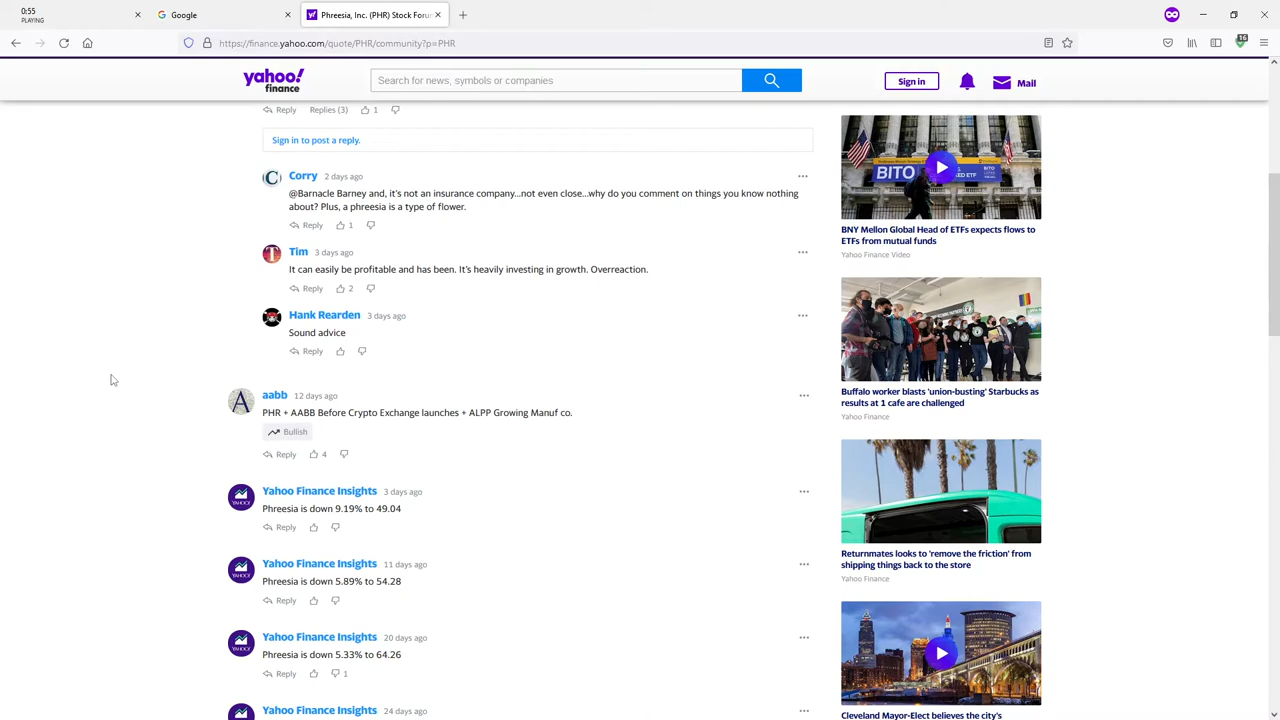 0:55
PLAYING
Google
Phreesia, Inc. (PHR) Stock Foru
https://finance.yahoo.com/quote/PHR/community?p=PHR
16
yahoo!
finance
Search for news, symbols or companies
Sign in
Mail
Reply Replies (3) 1
Sign in to post a reply.
Corry 2 days ago
@Barnacle Barney and, it's not an insurance company...not even close...why do you comment on things you know nothing
about? Plus, a phreesia is a type of flower.
Reply 1
Tim 3 days ago
It can easily be profitable and has been. It's heavily investing in growth. Overreaction.
Reply 2
Hank Rearden 3 days ago
Sound advice
Reply
A
aabb 12 days ago
PHR + AABB Before Crypto Exchange launches + ALPP Growing Manuf co.
Bullish
Reply 4
YAHOO!
Yahoo Finance Insights 3 days ago
Phreesia is down 9.19% to 49.04
Reply
YAHOO!
Yahoo Finance Insights 11 days ago
Phreesia is down 5.89% to 54.28
Reply
YAHOO!
Yahoo Finance Insights 20 days ago
Phreesia is down 5.33% to 64.26
Reply 1
Yahoo Finance Insights 24 days ago
BITO
BITO
BNY Mellon Global Head of ETFs expects flows to
ETFs from mutual funds
Yahoo Finance Video
Buffalo worker blasts 'union-busting' Starbucks as
results at 1 cafe are challenged
Yahoo Finance
Returnmates looks to 'remove the friction' from
shipping things back to the store
Yahoo Finance
Cleveland Mayor-Elect believes the city's